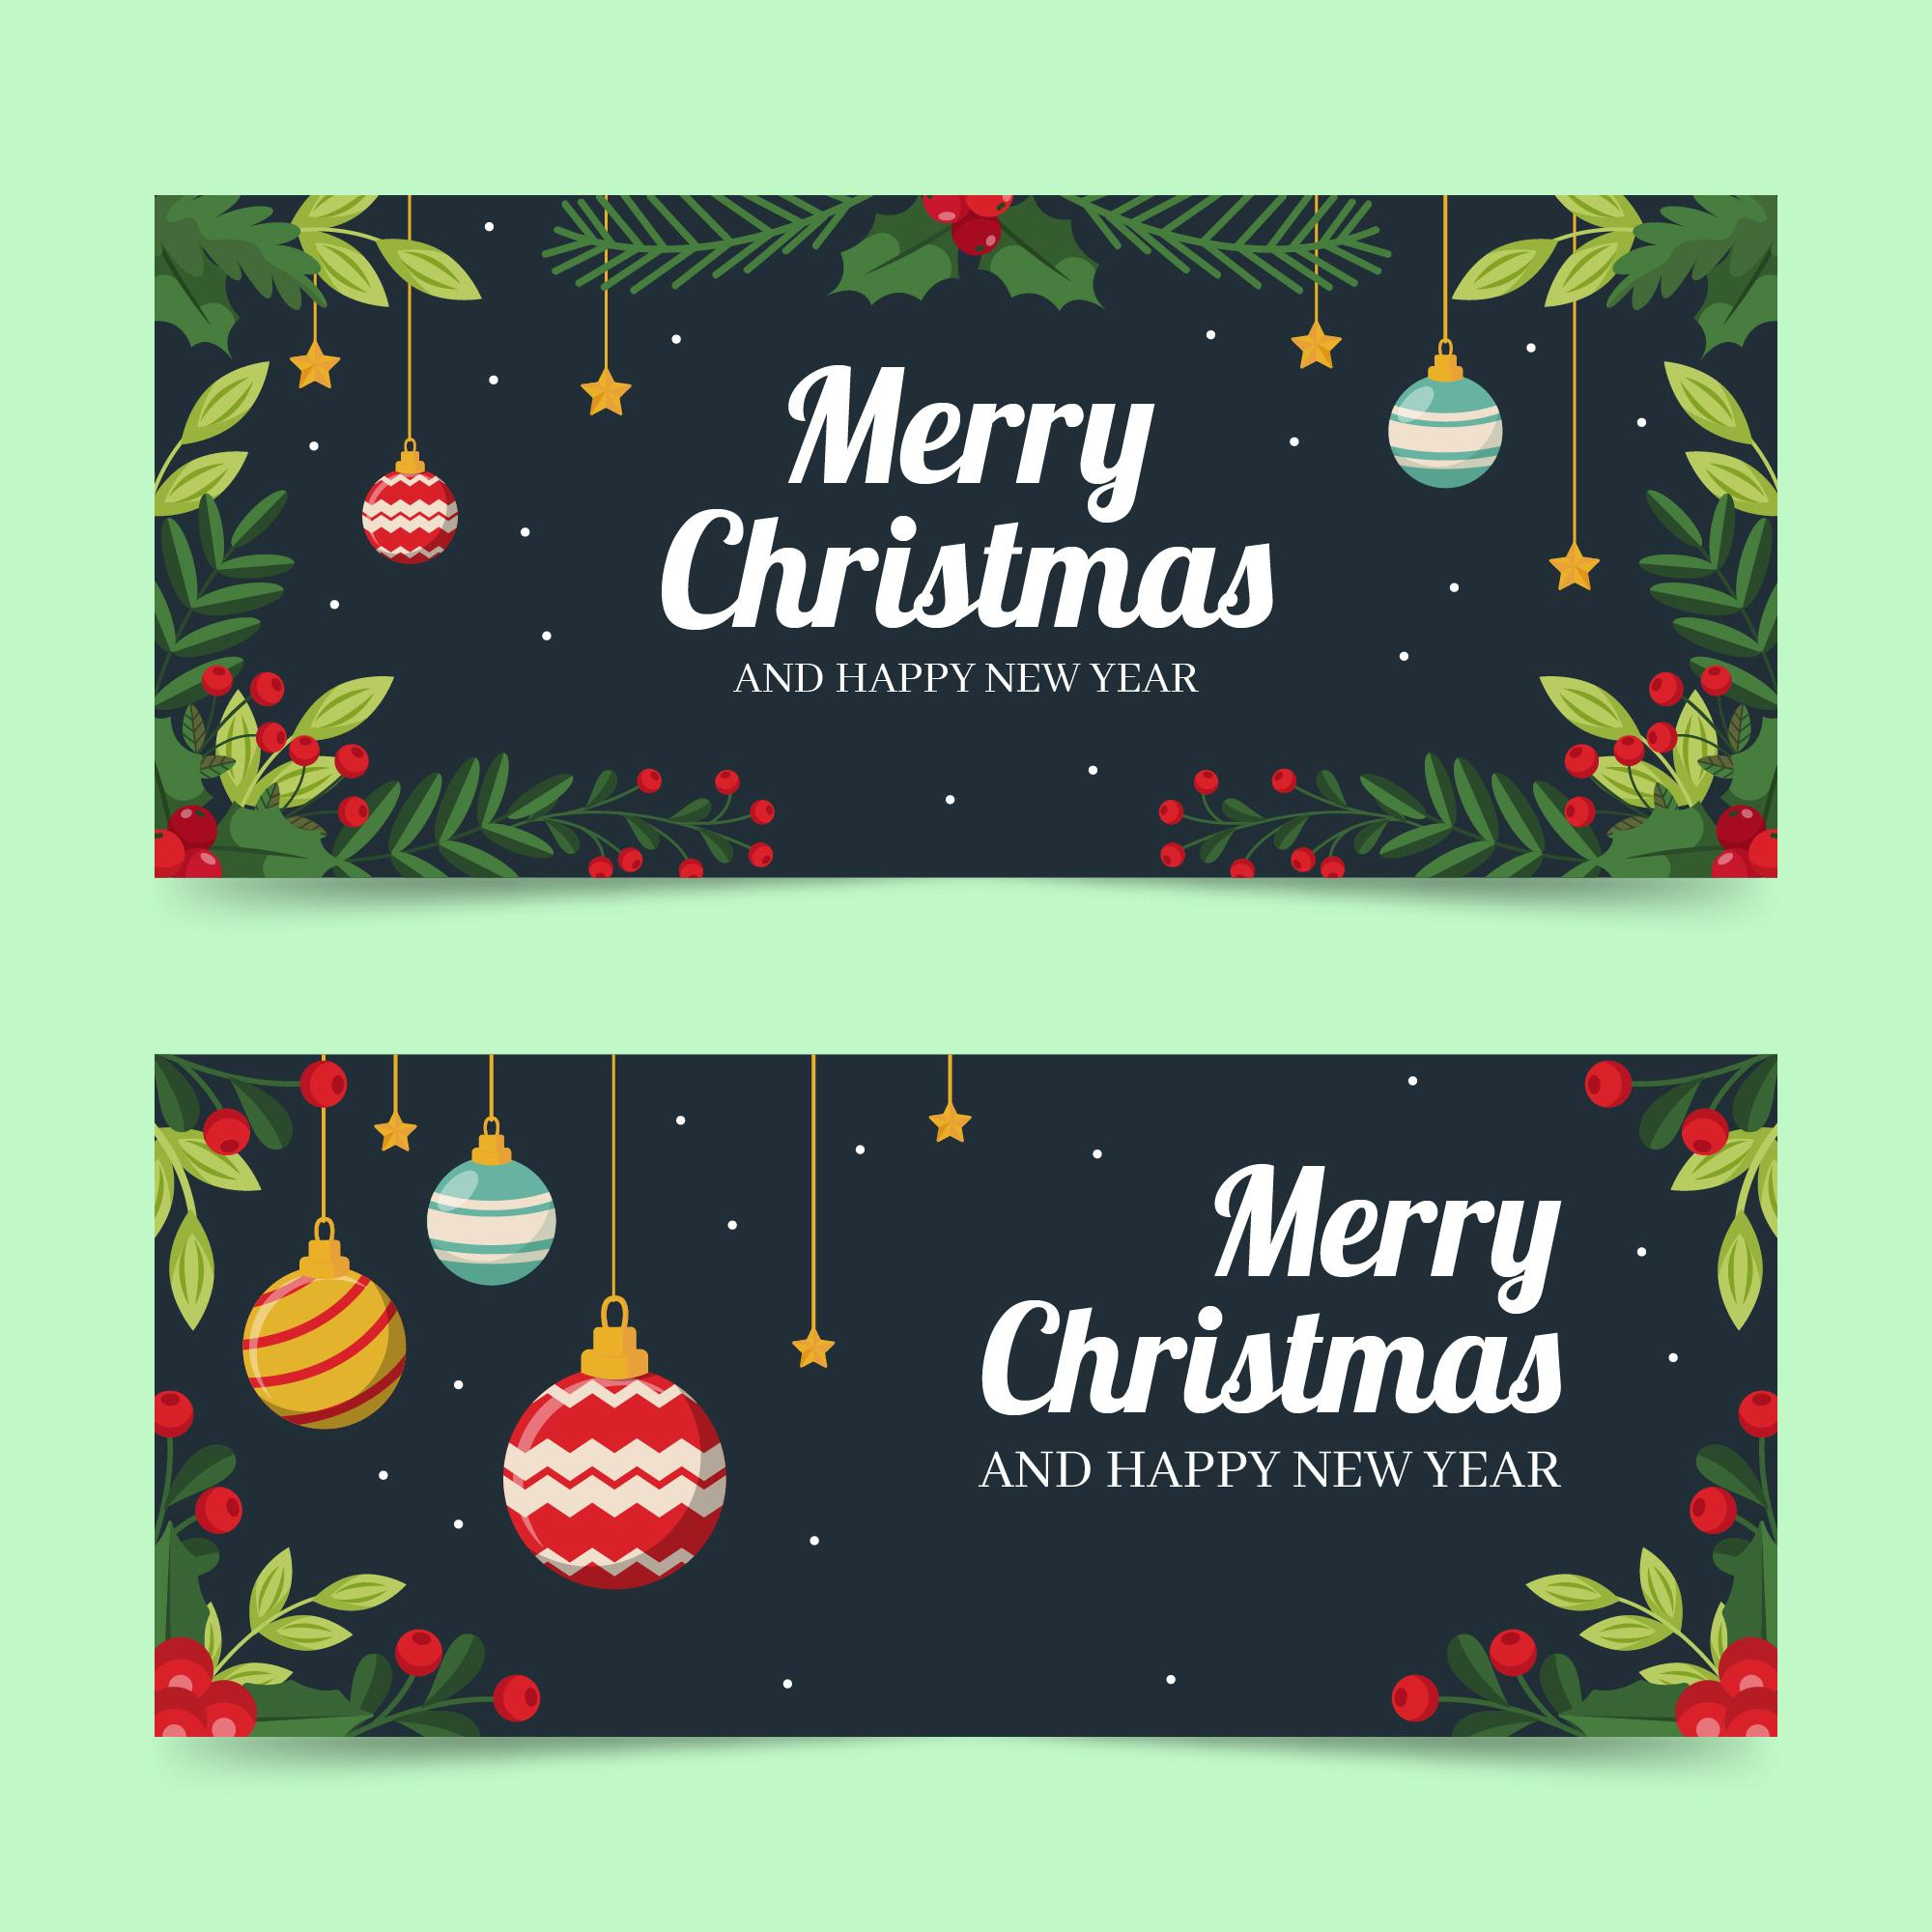 Merry
Christmas
AND HAPPY NEW YEAR
Merry
Christmas
AND HAPPY NEW YEAR